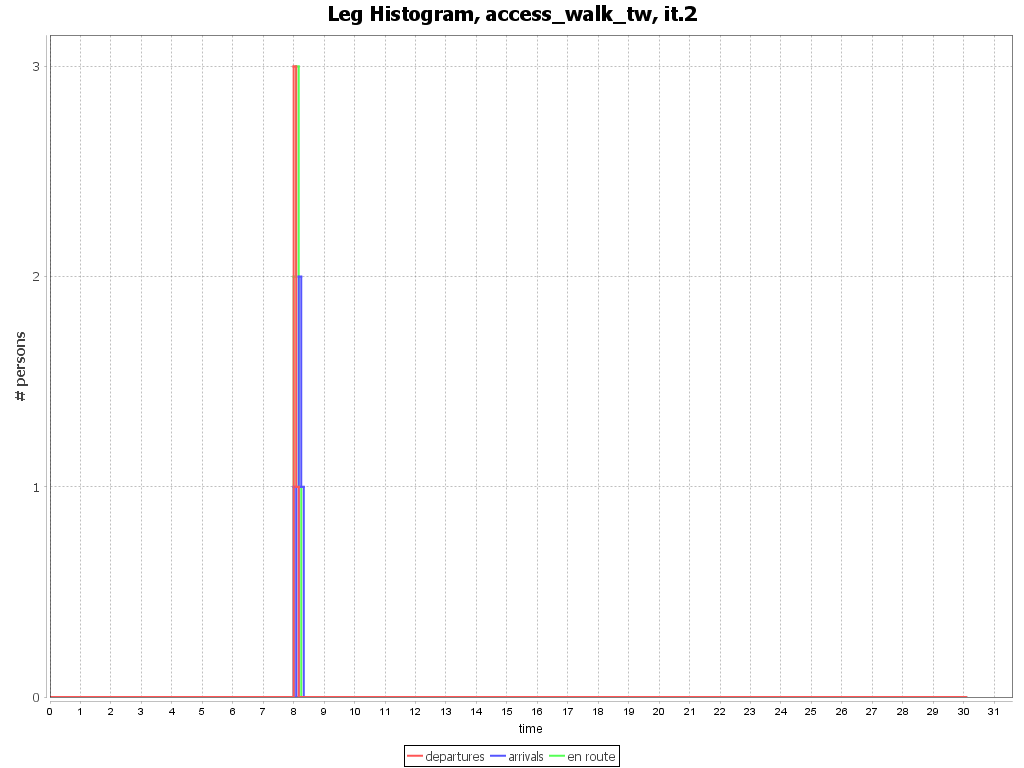 Leg Histogram, access_walk_tw, it.2
# persons
3
2
1
0
0 1 2 3 4 5 6 7 8 9 10 11 12 13 14 15 16 17 18 19 20 21 22 23 24 25 26 27 28 29 30 31
time
departures arrivals en route